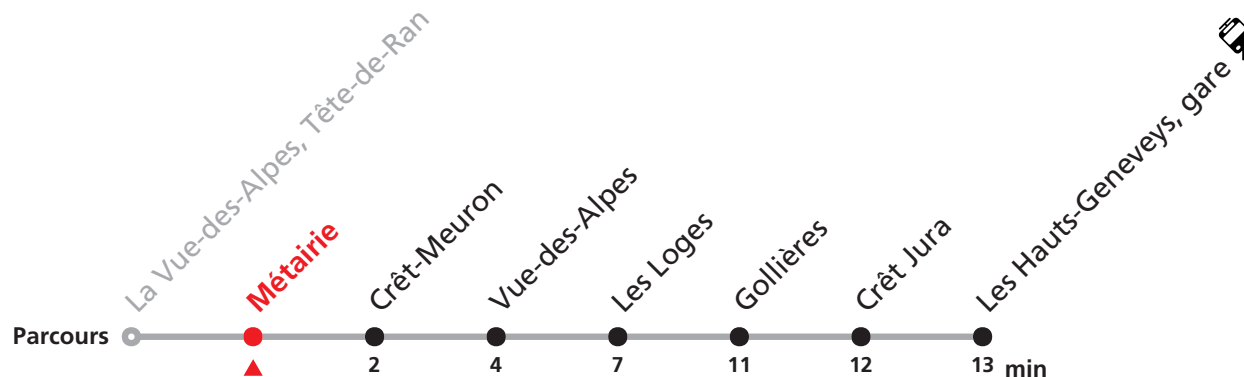 La Vue-des-Alpes, Tête-de-Ran
Métairie
Crêt-Meuron
Vue-des-Alpes
Les Loges
Gollières
Crêt Jura
Les Hauts-Geneveys, gare
Parcours
2 4 7 11 12 13 min